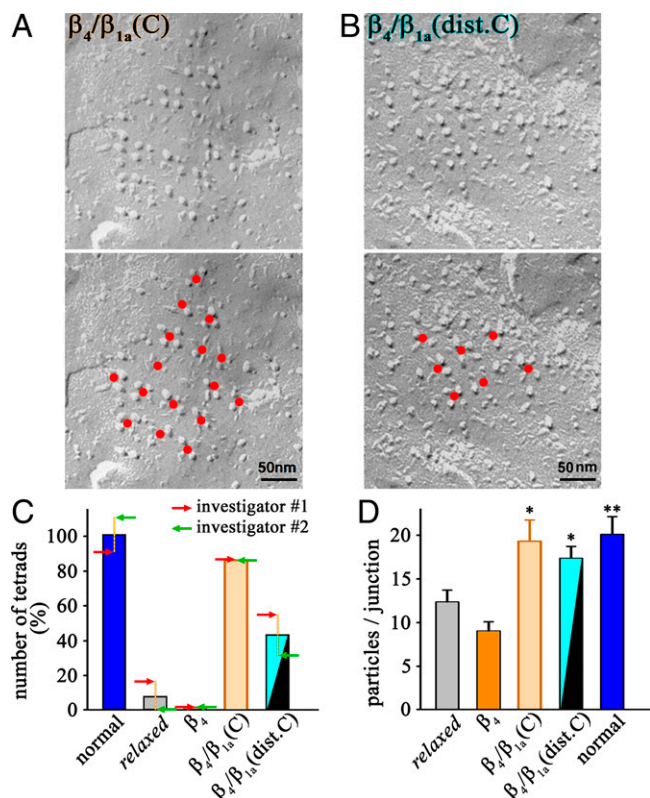 A
β4/β1a(C)
B
β4/β1a(dist.C)
50nm
50nm
C
investigator #1
investigator #2
number of tetrads
(%)
100
80
60
40
20
0
normal
relaxed
β4
β4/β1a(C)
β4/β1a(dist.C)
D
particles / junction
20
15
10
5
0
*
*
**
relaxed
β4
β4/β1a(C)
β4/β1a(dist.C)
normal